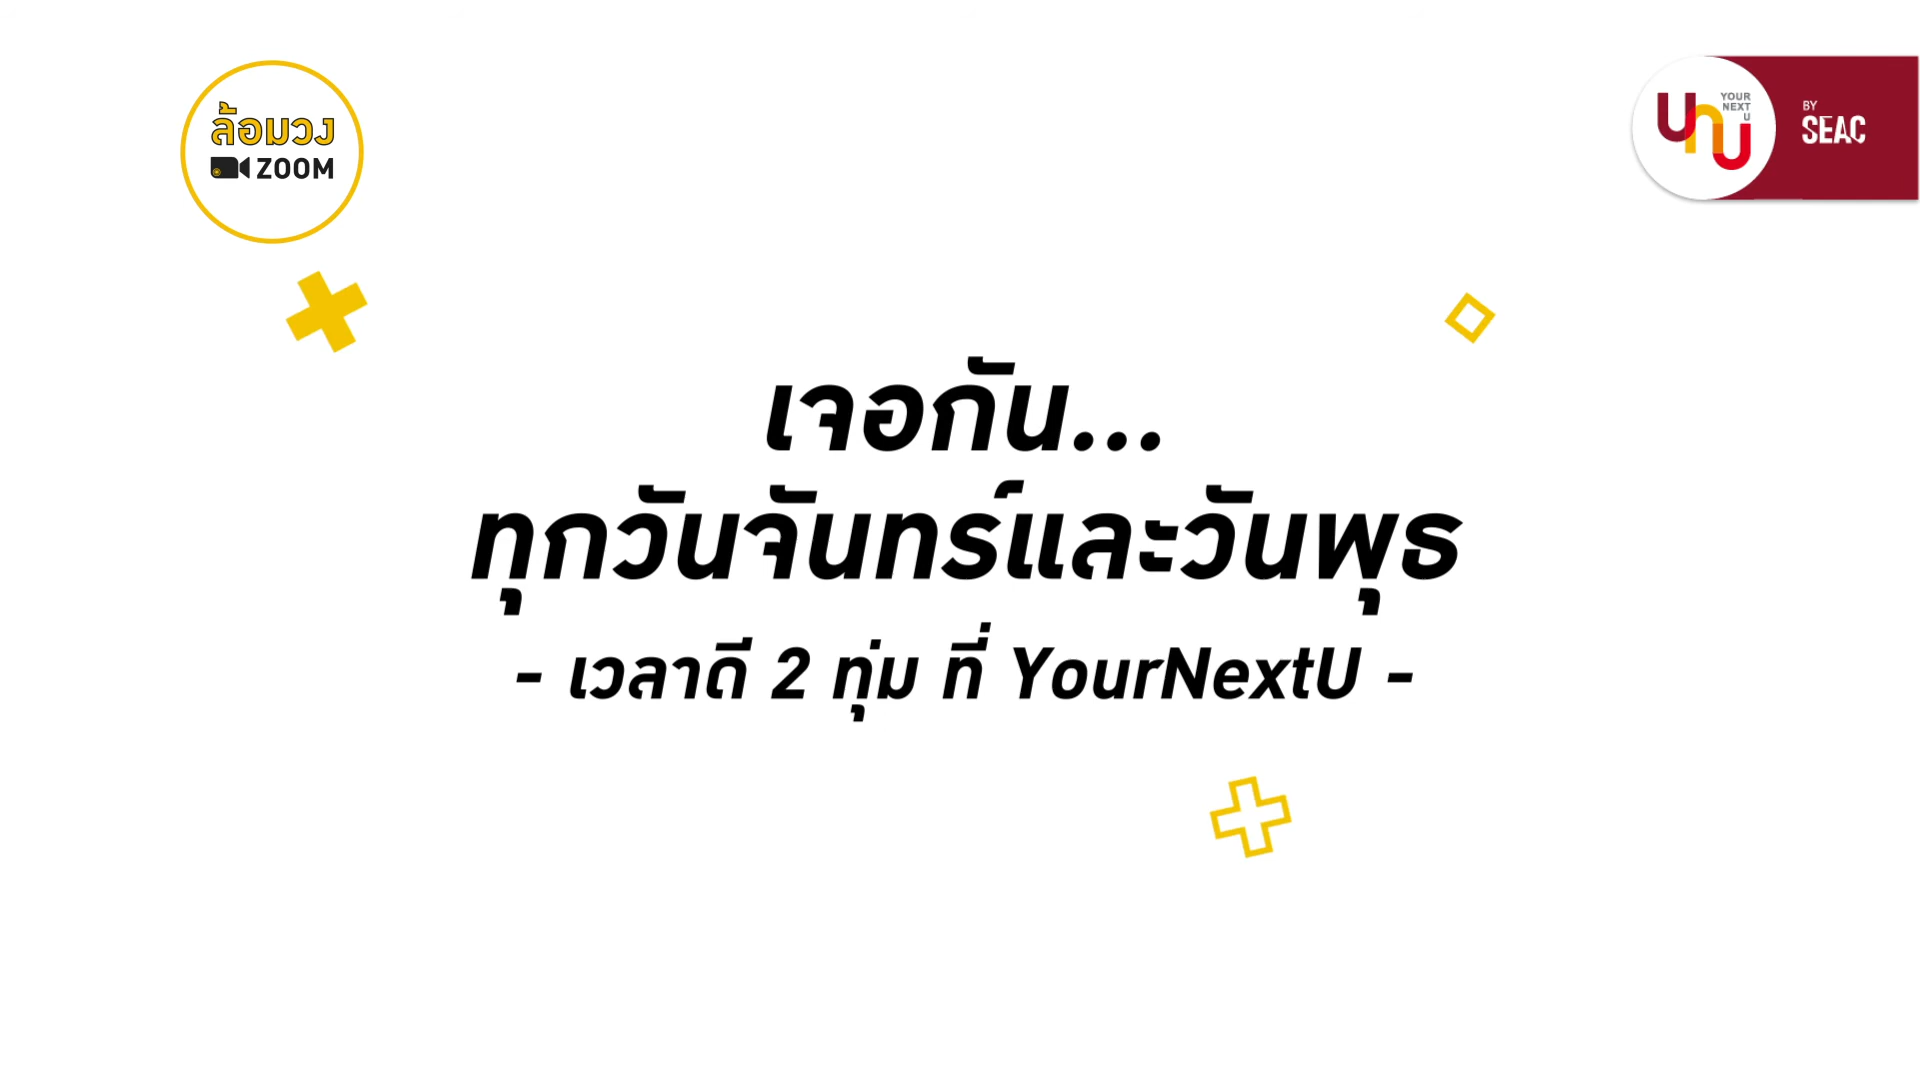 ล้อมวง
ZOOM
YOUR
NEXT
U
unu
BY
SEAC
เจอกัน...
ทุกวันจันทร์และวันพุธ
- เวลาดี 2 ทุ่ม ที่ YourNextU -